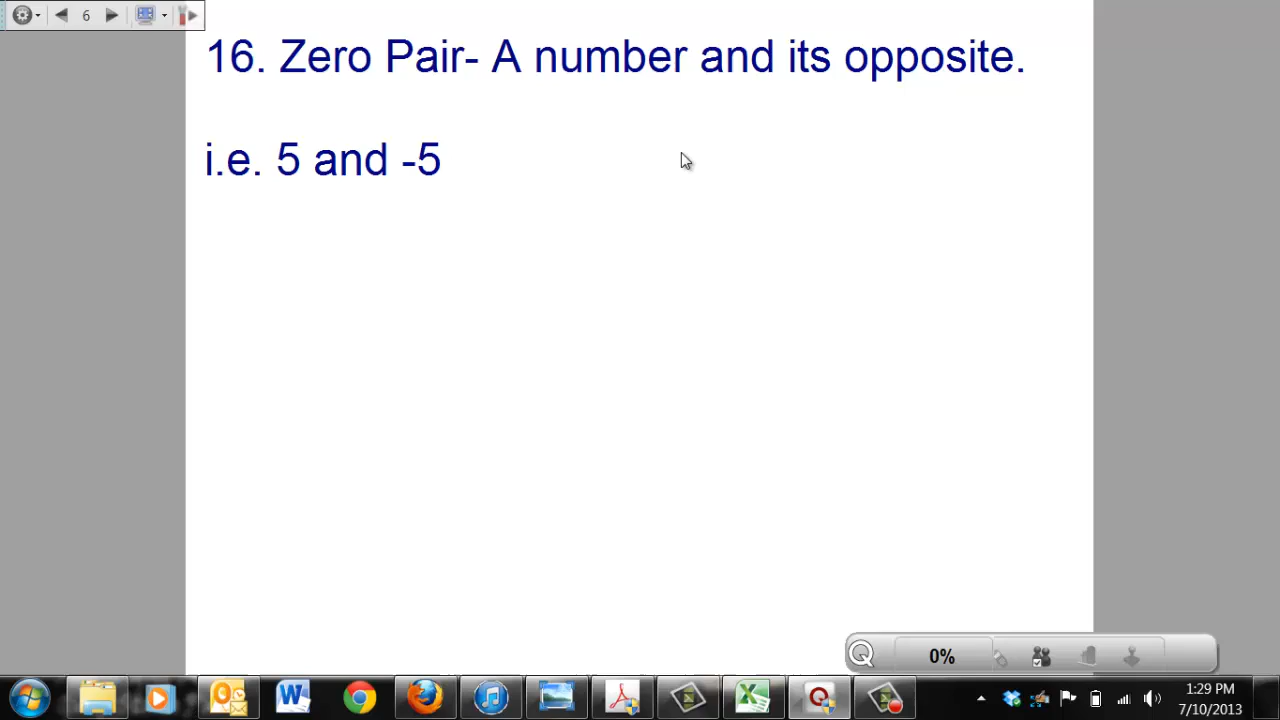 6
16. Zero Pair- A number and its opposite.
i.e. 5 and -5
0%
1:29 PM
7/10/2013